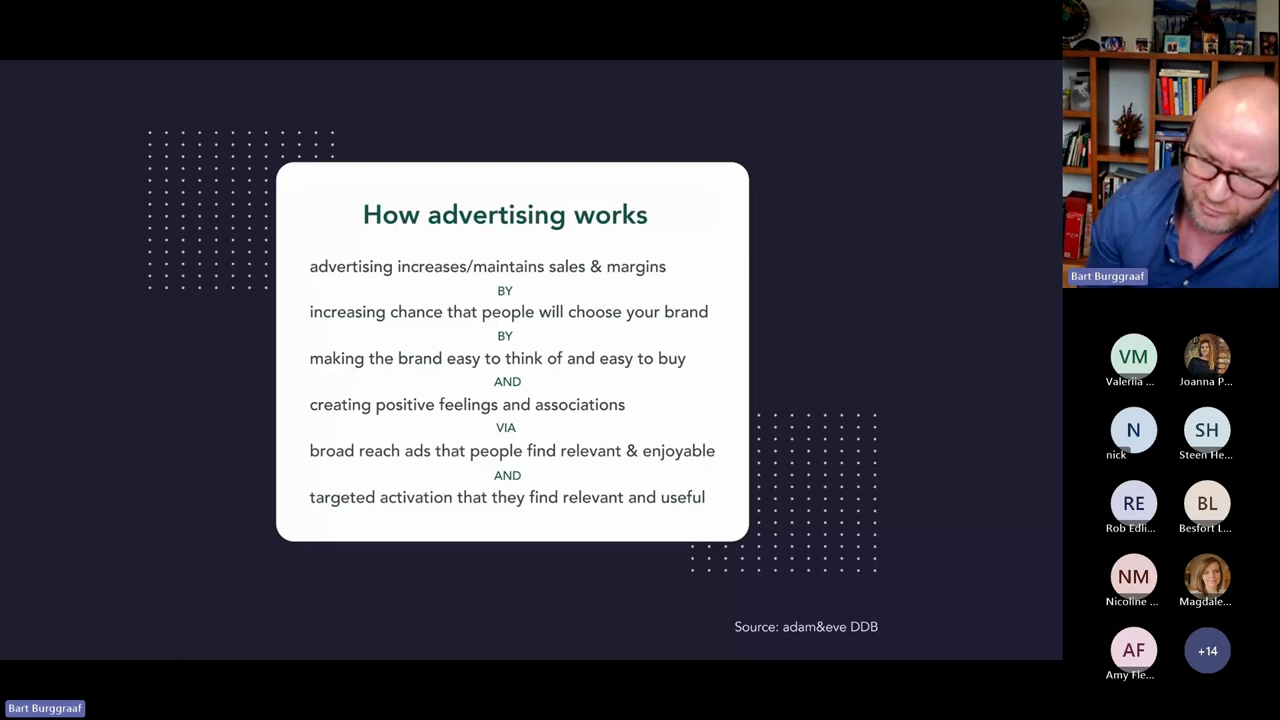 How advertising works
advertising increases/maintains sales & margins
BY
increasing chance that people will choose your brand
BY
making the brand easy to think of and easy to buy
AND
creating positive feelings and associations
VIA
broad reach ads that people find relevant & enjoyable
AND
targeted activation that they find relevant and useful
Source: adam&eve DDB
Bart Burggraaf
VM
Valeriia ...
Joanna P...
N
nick
SH
Steen He...
RE
Rob Edli...
BL
Besfort L...
NM
Nicoline ...
Magdale...
AF
Amy Fle...
+14
Bart Burggraaf